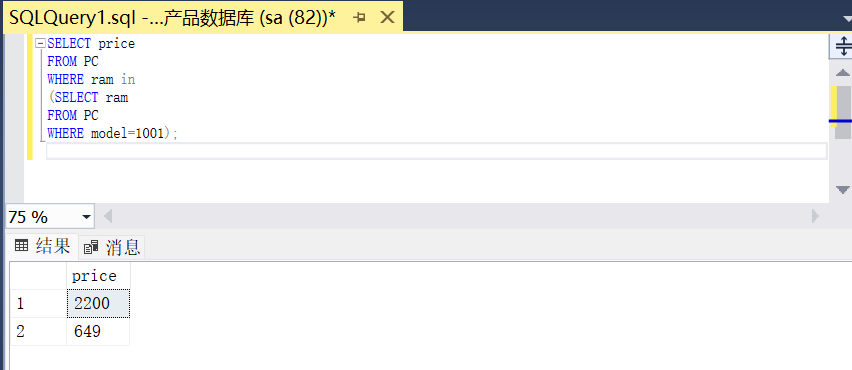 SQLQuery1.sql -...产品数据库 (sa (82))*
SELECT price
FROM PC
WHERE ram in
(SELECT ram
FROM PC
WHERE model=1001);
75 %
结果 消息
price
1 2200
2 649